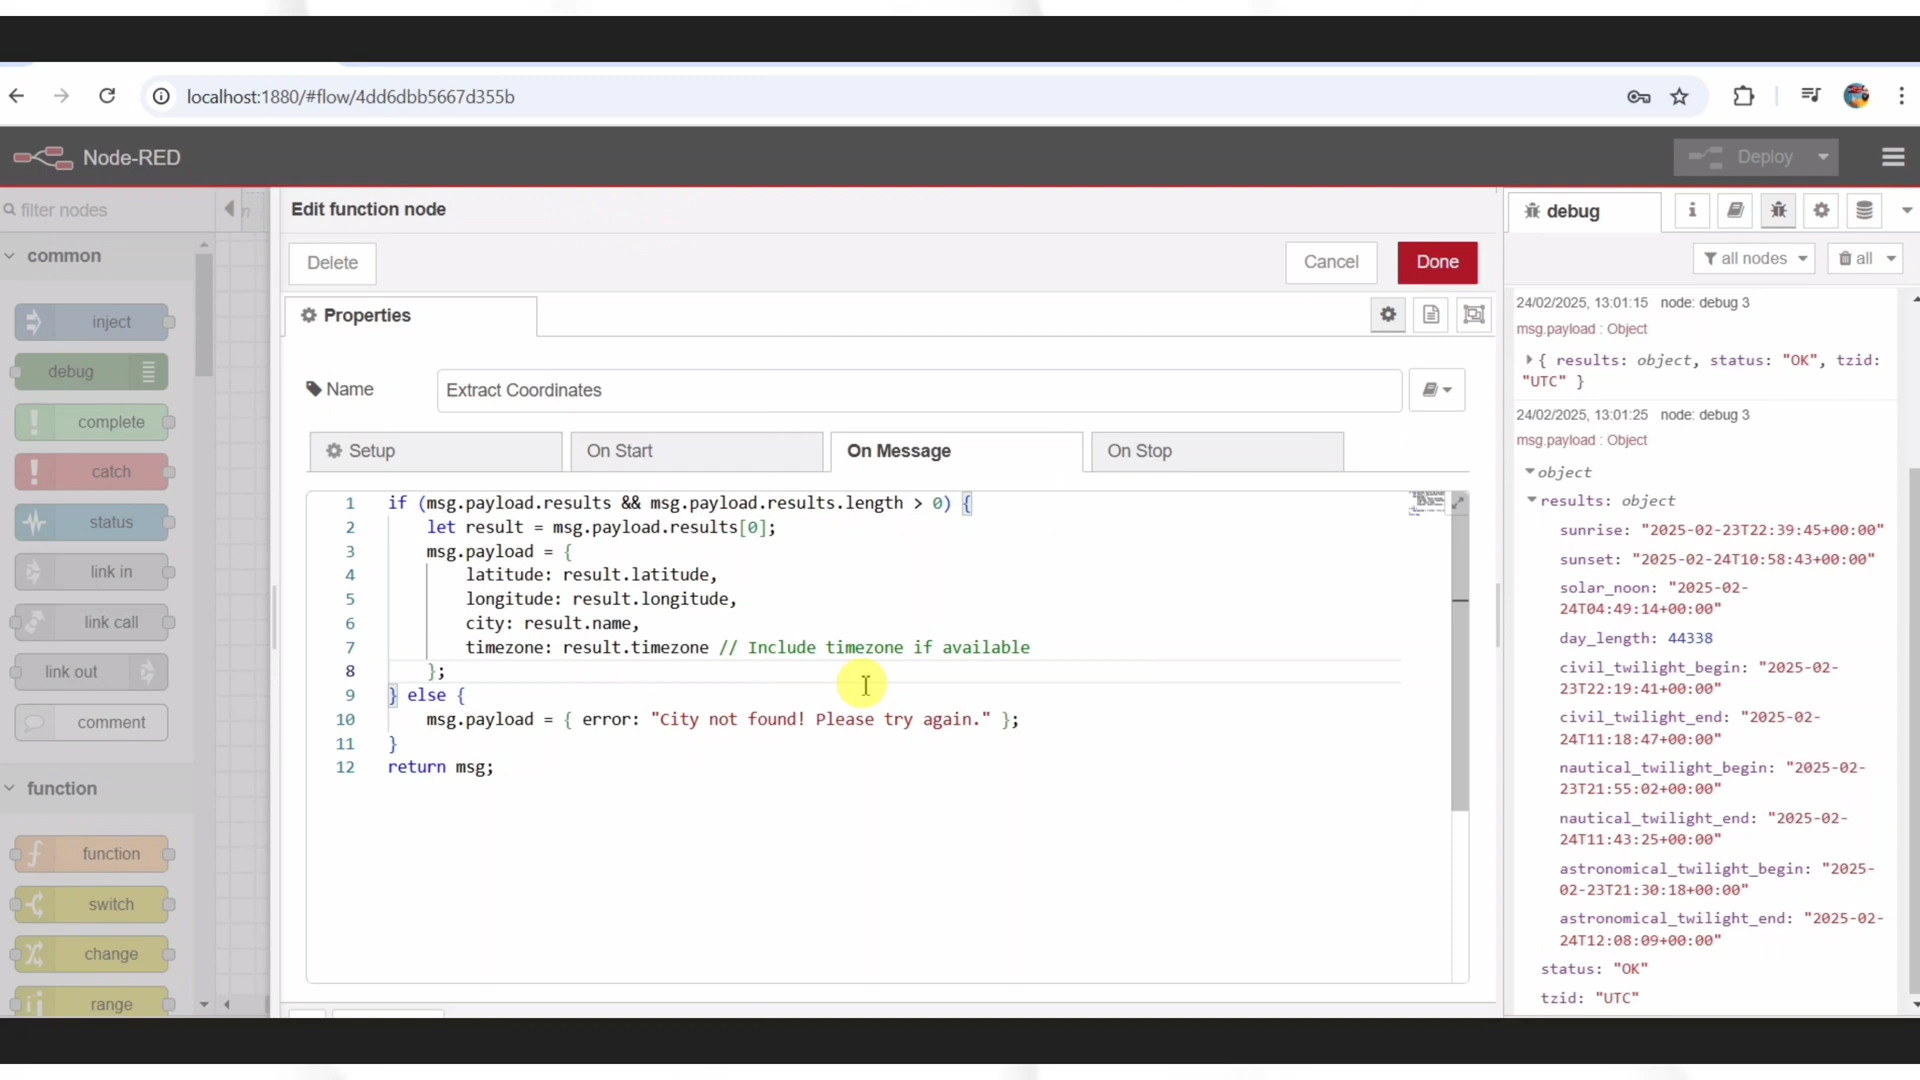 localhost:1880/#flow/4dd6dbb5667d355b
Node-RED
Deploy
filter nodes
common
inject
debug
complete
catch
status
link in
link call
link out
comment
function
function
switch
change
range
Edit function node
Delete
Cancel
Done
Properties
Name
Extract Coordinates
Setup
On Start
On Message
On Stop
1 if (msg.payload.results && msg.payload.results.length > 0) {
2 let result = msg.payload.results[0];
3 msg.payload = {
4 latitude: result.latitude,
5 longitude: result.longitude,
6 city: result.name,
7 timezone: result.timezone // Include timezone if available
8 };
9 } else {
10 msg.payload = { error: "City not found! Please try again." };
11 }
12 return msg;
debug
all nodes
all
24/02/2025, 13:01:15 node: debug 3
msg.payload : Object
{ results: object, status: "OK", tzid:
"UTC" }
24/02/2025, 13:01:25 node: debug 3
msg.payload : Object
object
results: object
sunrise: "2025-02-23T22:39:45+00:00"
sunset: "2025-02-24T10:58:43+00:00"
solar_noon: "2025-02-
24T04:49:14+00:00"
day_length: 44338
civil_twilight_begin: "2025-02-
23T22:19:41+00:00"
civil_twilight_end: "2025-02-
24T11:18:47+00:00"
nautical_twilight_begin: "2025-02-
23T21:55:02+00:00"
nautical_twilight_end: "2025-02-
24T11:43:25+00:00"
astronomical_twilight_begin: "2025-
02-23T21:30:18+00:00"
astronomical_twilight_end: "2025-02-
24T12:08:09+00:00"
status: "OK"
tzid: "UTC"